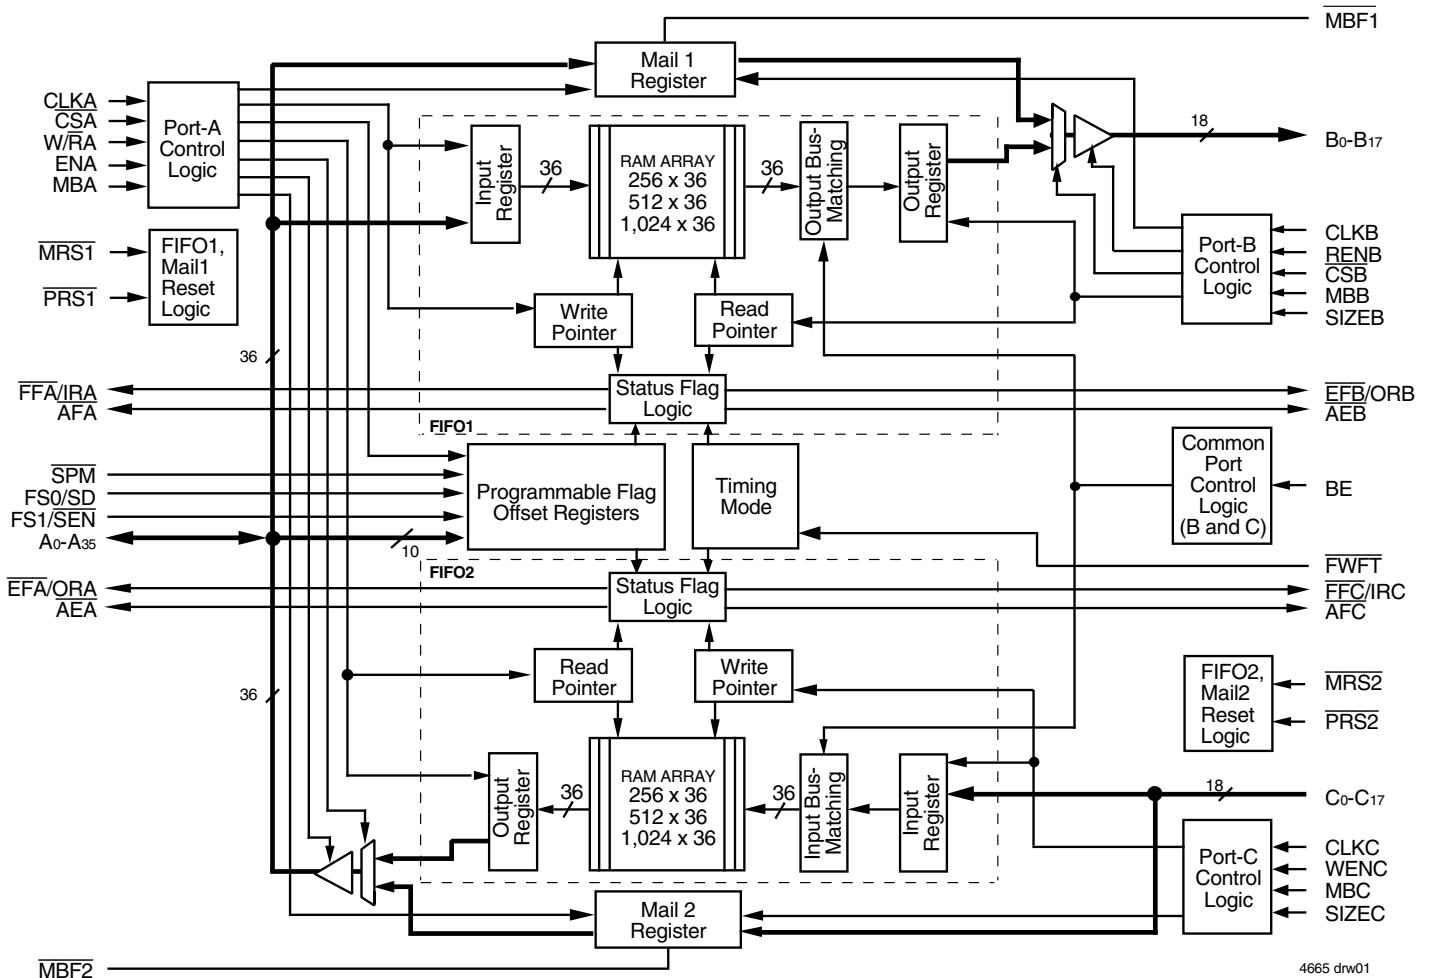 MBF1
Mail 1
Register
CLKA
CSA
W/RA
ENA
MBA
Port-A
Control
Logic
18
B0-B17
Input
Register
36
RAM ARRAY
256 x 36
512 x 36
1,024 x 36
36
Output Bus-
Matching
Output
Register
MRS1
PRS1
FIFO1,
Mail1
Reset
Logic
Port-B
Control
Logic
CLKB
RENB
CSB
MBB
SIZEB
Write
Pointer
Read
Pointer
36
FFA/IRA
AFA
Status Flag
Logic
EFB/ORB
AEB
FIFO1
SPM
FS0/SD
FS1/SEN
A0-A35
Programmable Flag
Offset Registers
10
Timing
Mode
Common
Port
Control
Logic
(B and C)
BE
FWFT
FIFO2
EFA/ORA
AEA
Status Flag
Logic
FFC/IRC
AFC
Read
Pointer
Write
Pointer
36
FIFO2,
Mail2
Reset
Logic
MRS2
PRS2
Output
Register
36
RAM ARRAY
256 x 36
512 x 36
1,024 x 36
36
Input Bus-
Matching
Input
Register
18
C0-C17
Port-C
Control
Logic
CLKC
WENC
MBC
SIZEC
Mail 2
Register
MBF2
4665 drw01